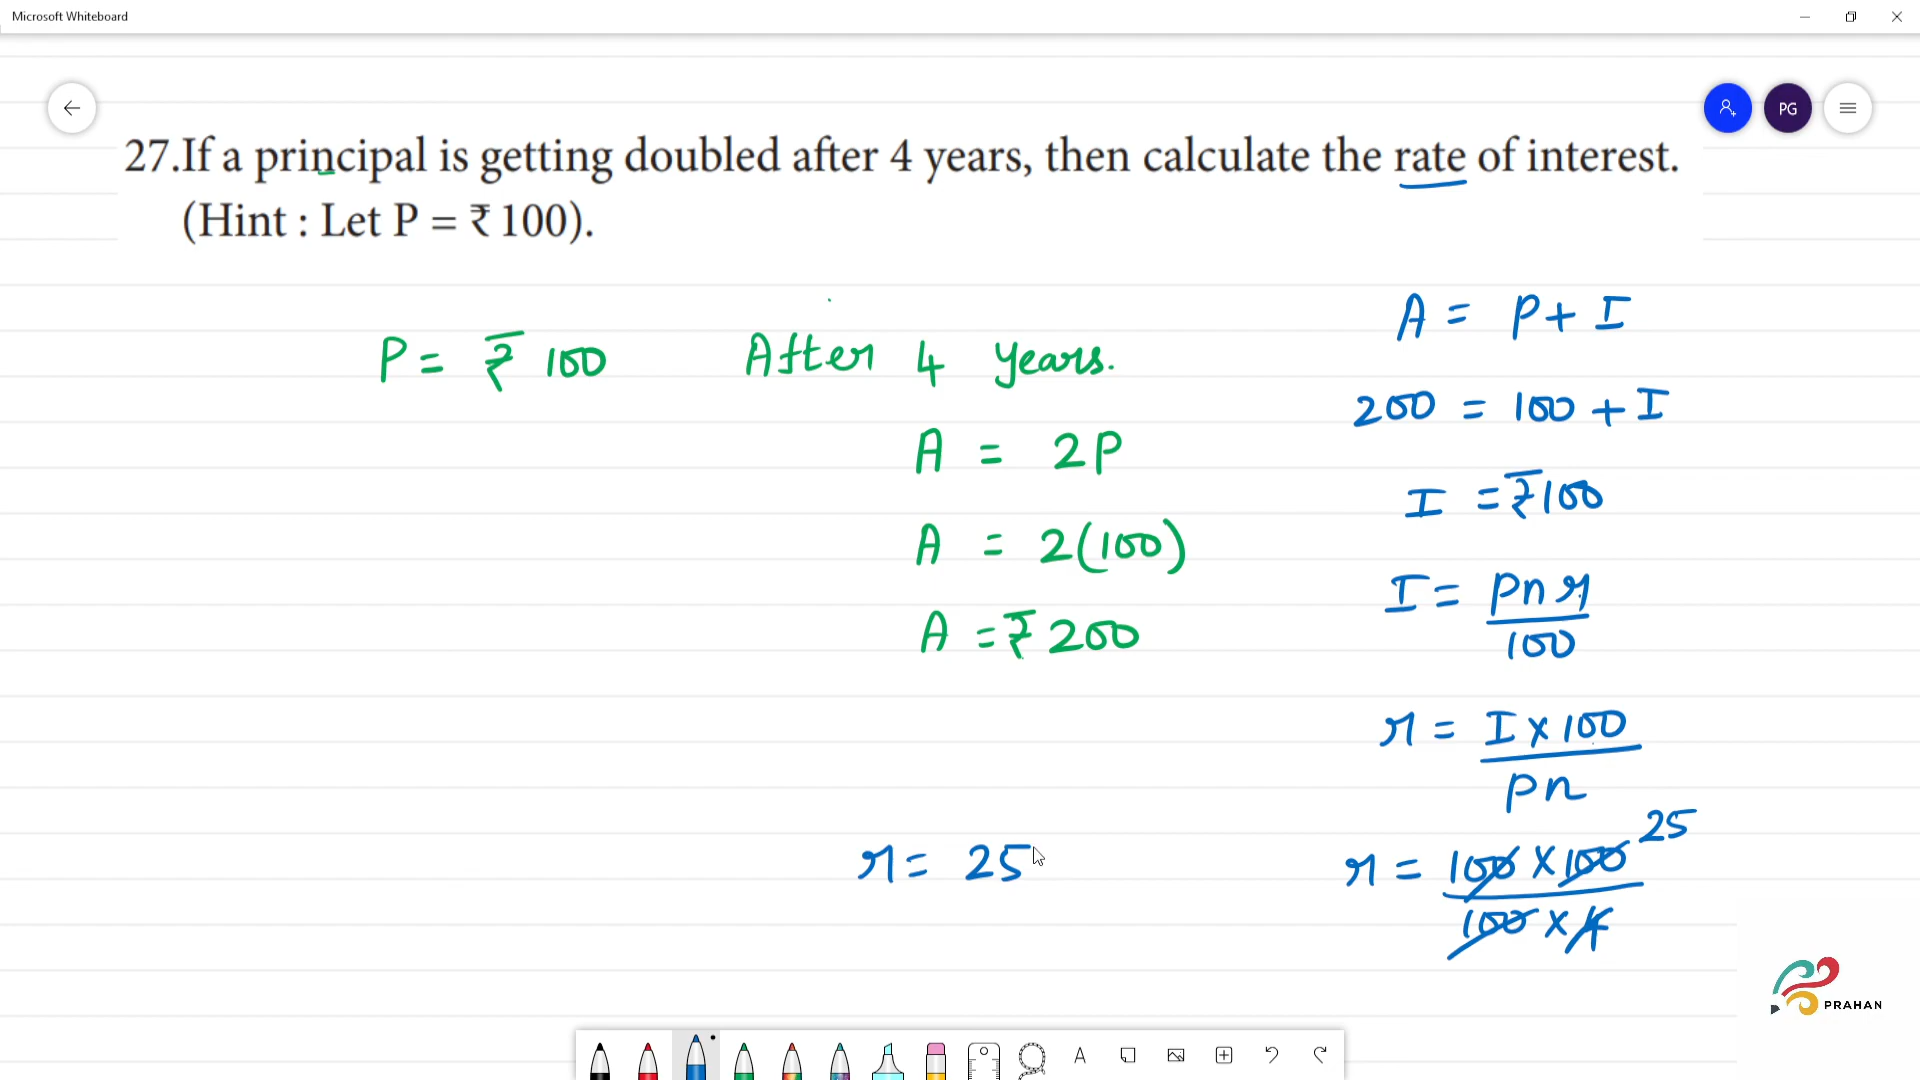 Microsoft Whiteboard
PG
27.If a principal is getting doubled after 4 years, then calculate the rate of interest.
(Hint : Let P = ₹ 100).
P = ₹ 100
After 4 years.
A = 2P
A = 2(100)
A = ₹ 200
A = P + I
200 = 100 + I
I = ₹100
I = Pnr
100
r = I × 100
Pn
25
r = 100 × 100
100 × 4
r = 25
PRAHAN
A